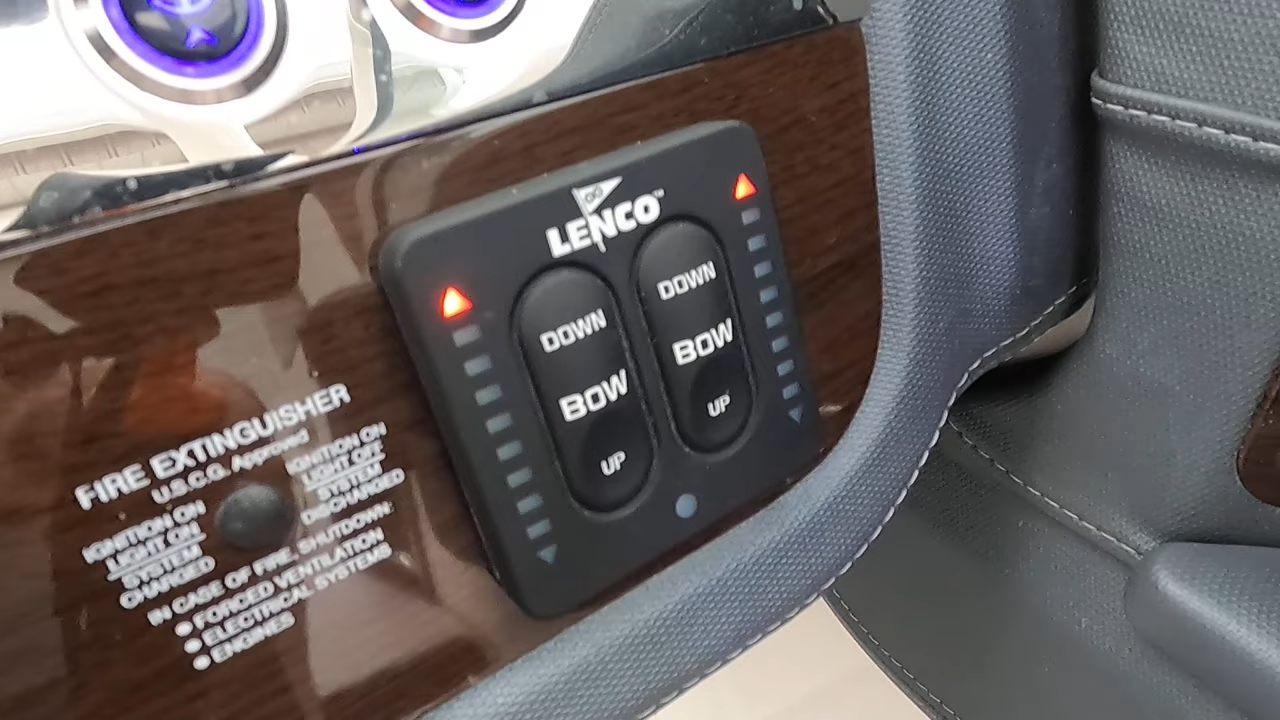 LENCO™
DOWN
BOW
UP
DOWN
BOW
UP
FIRE EXTINGUISHER
U.S.C.G. Approved
IGNITION ON
LIGHT ON
SYSTEM
CHARGED
IGNITION ON
LIGHT OFF
SYSTEM
DISCHARGED
IN CASE OF FIRE, SHUTDOWN:
● FORCED VENTILATION
● ELECTRICAL SYSTEMS
● ENGINES